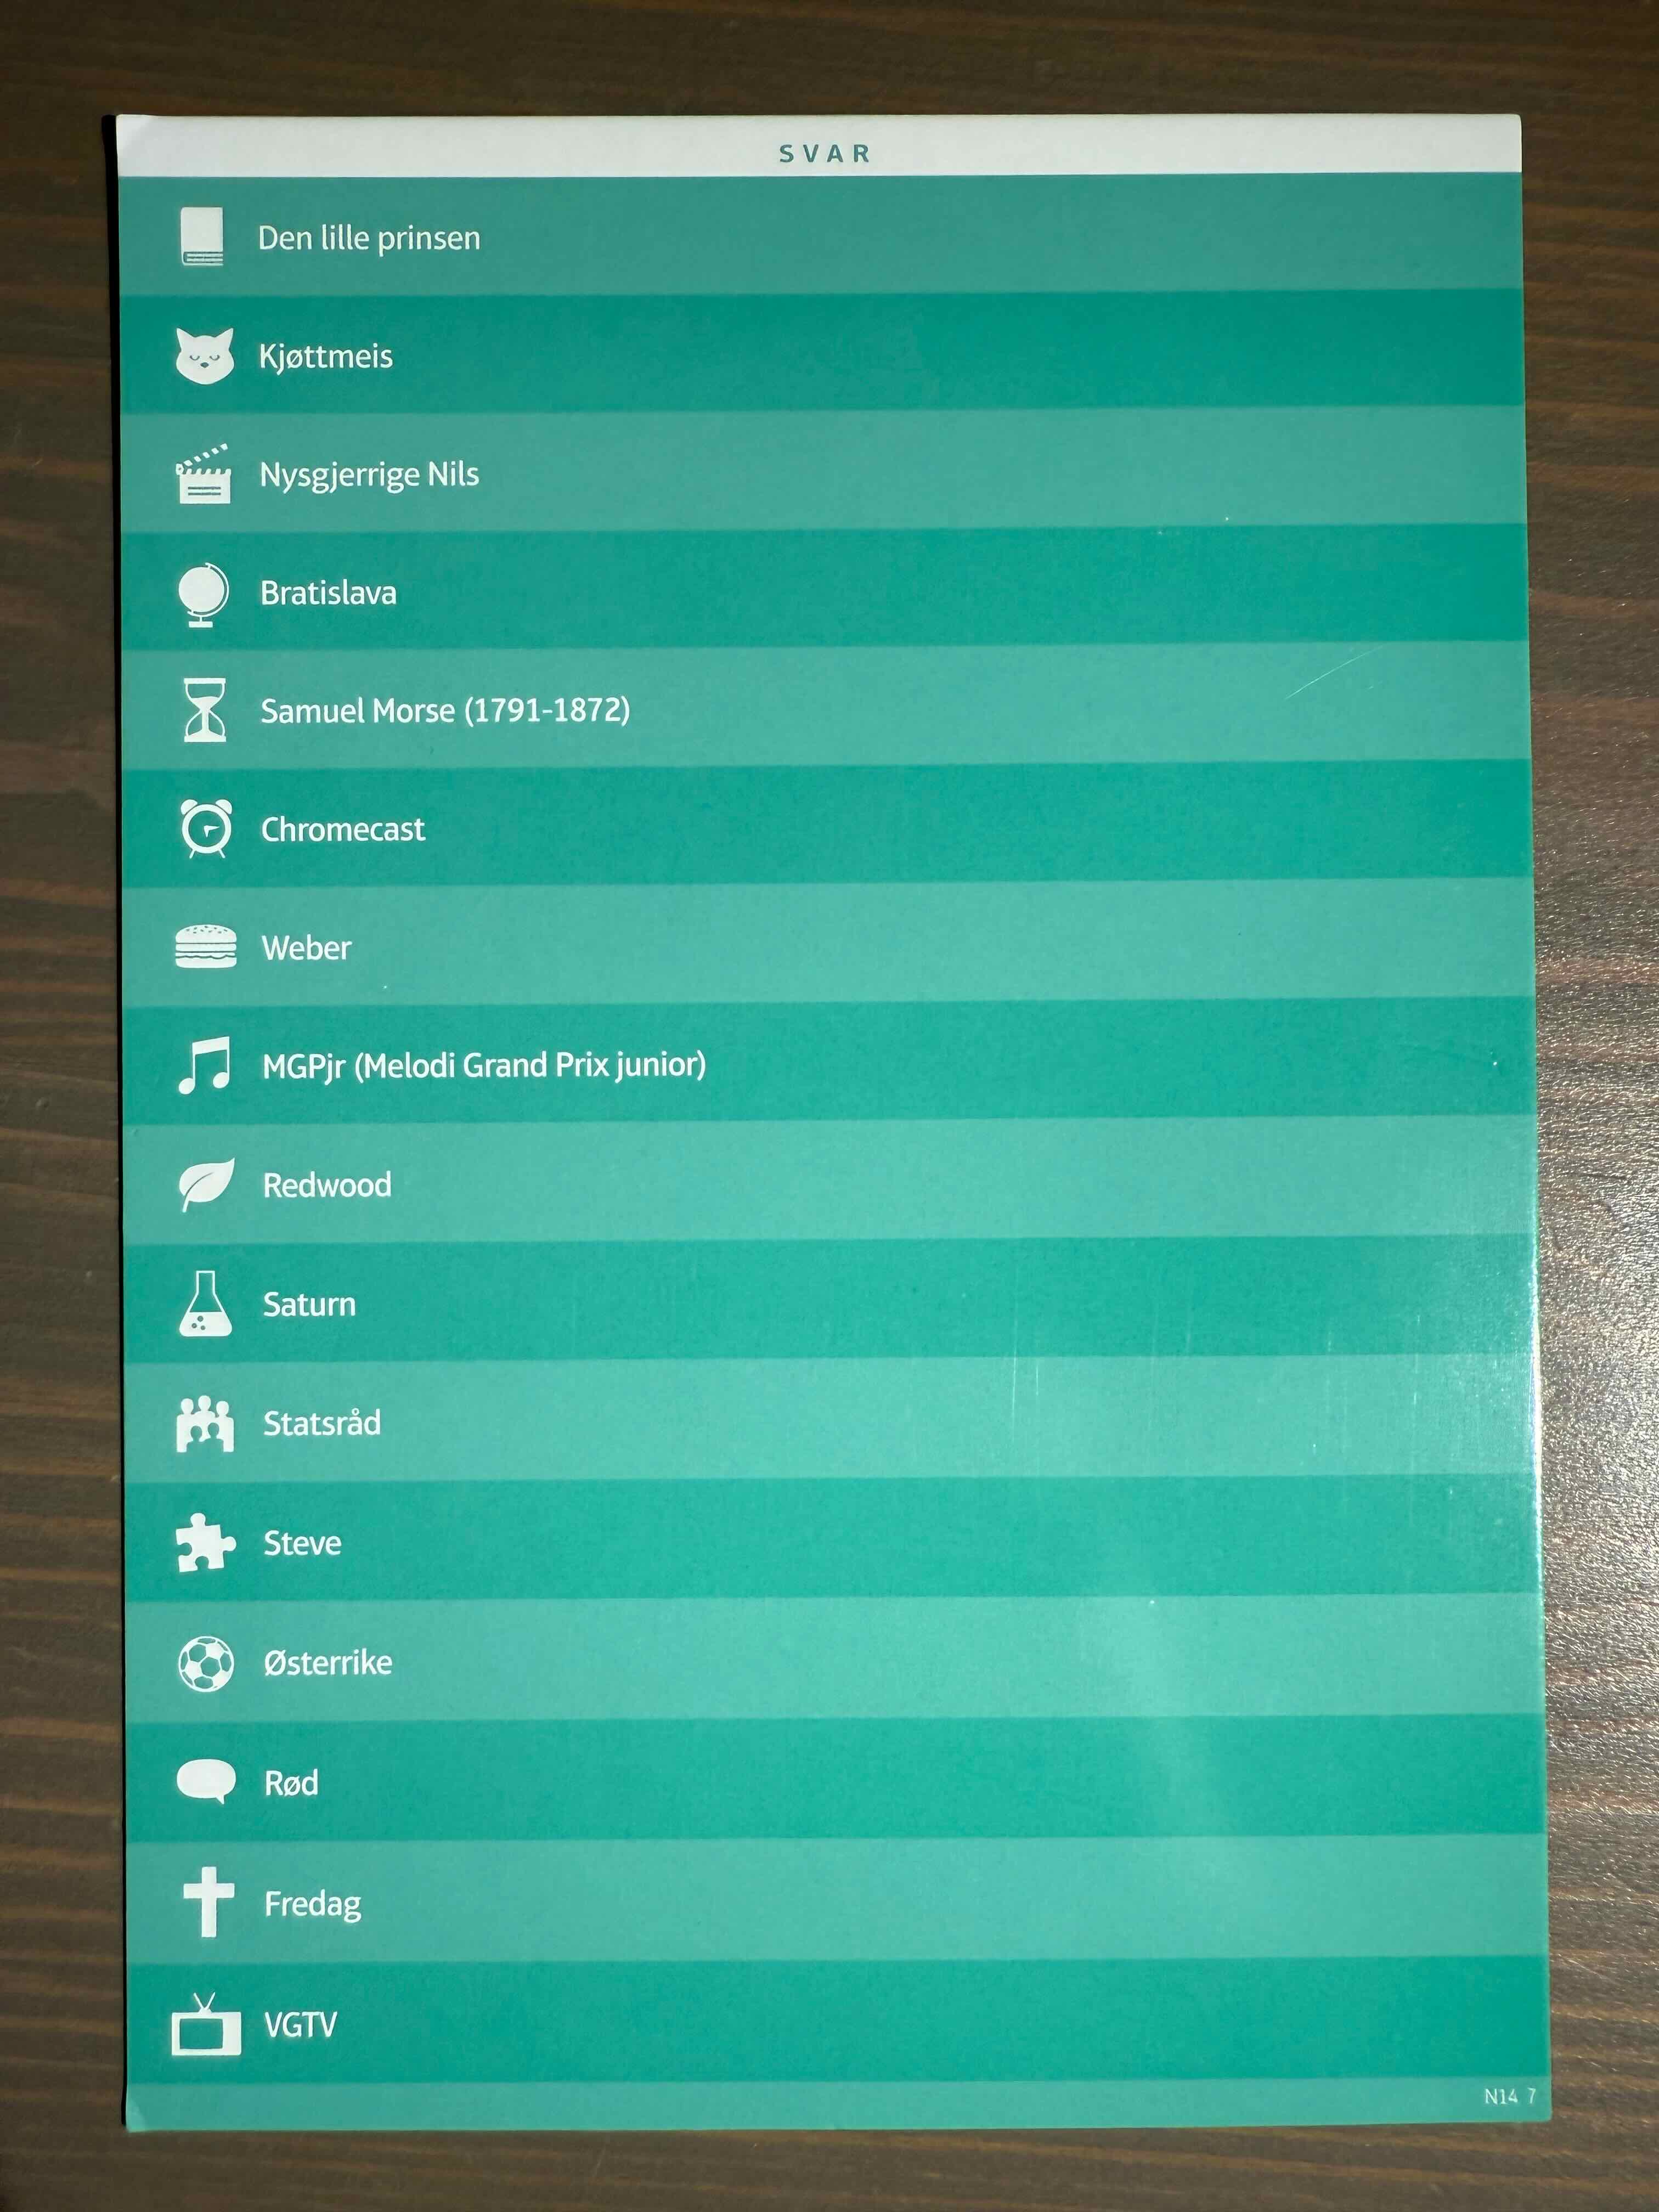 SVAR
Den lille prinsen
Kjøttmeis
Nysgjerrige Nils
Bratislava
Samuel Morse (1791-1872)
Chromecast
Weber
MGPjr (Melodi Grand Prix junior)
Redwood
Saturn
Statsråd
Steve
Østerrike
Rød
Fredag
VGTV
N14 7